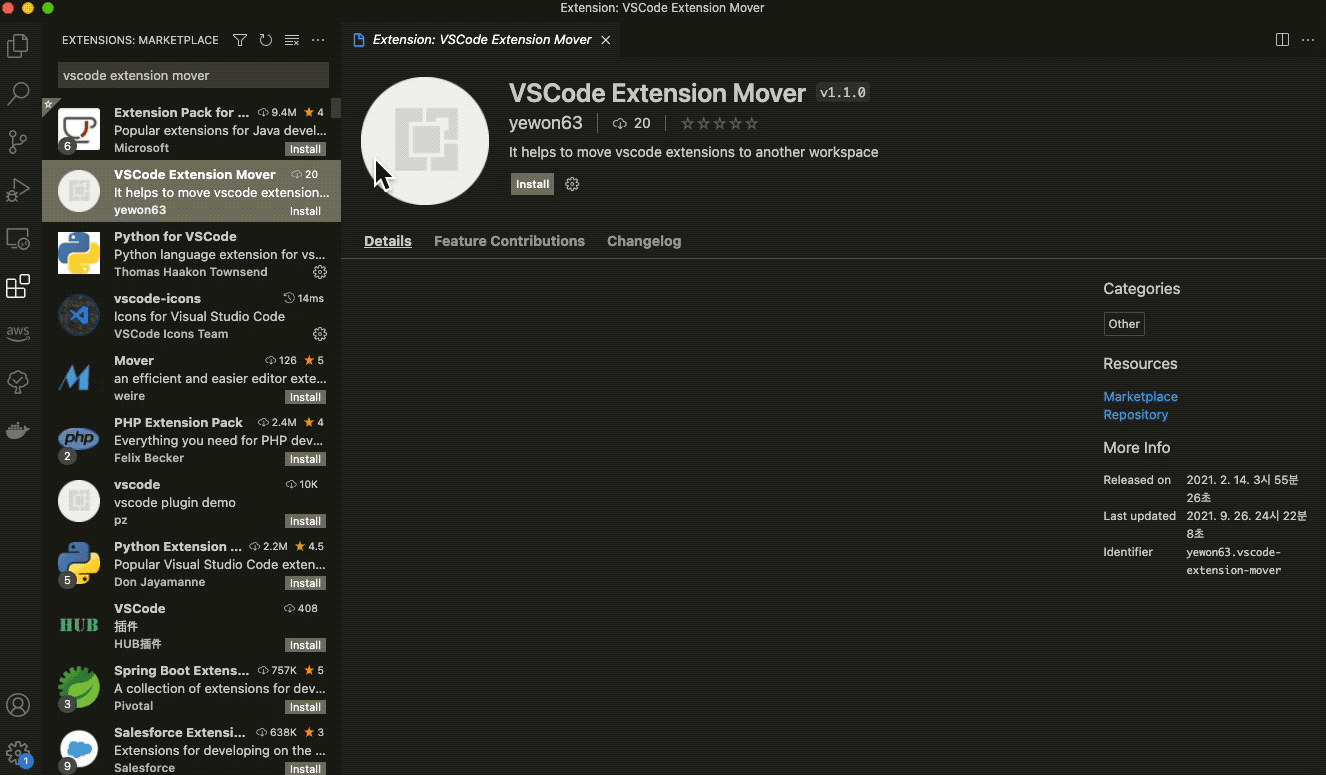 Extension: VSCode Extension Mover
EXTENSIONS: MARKETPLACE
vscode extension mover
Extension Pack for ... 9.4M 4
Popular extensions for Java devel...
Microsoft Install
6
VSCode Extension Mover 20
It helps to move vscode extension...
yewon63 Install
Python for VSCode
Python language extension for vs...
Thomas Haakon Townsend
vscode-icons 14ms
Icons for Visual Studio Code
VSCode Icons Team
Mover 126 5
an efficient and easier editor exte...
weire Install
PHP Extension Pack 2.4M 4
Everything you need for PHP dev...
Felix Becker Install
php
2
vscode 10K
vscode plugin demo
pz Install
Python Extension ... 2.2M 4.5
Popular Visual Studio Code exten...
Don Jayamanne Install
5
VSCode 408
插件
HUB插件 Install
HUB
Spring Boot Extens... 757K 5
A collection of extensions for dev...
Pivotal Install
3
Salesforce Extensi... 638K 3
Extensions for developing on the ...
Salesforce Install
9
aws
1
Extension: VSCode Extension Mover
VSCode Extension Mover v1.1.0
yewon63 20
It helps to move vscode extensions to another workspace
Install
Details Feature Contributions Changelog
Categories
Other
Resources
Marketplace
Repository
More Info
Released on 2021. 2. 14. 3시 55분
26초
Last updated 2021. 9. 26. 24시 22분
8초
Identifier yewon63.vscode-
extension-mover